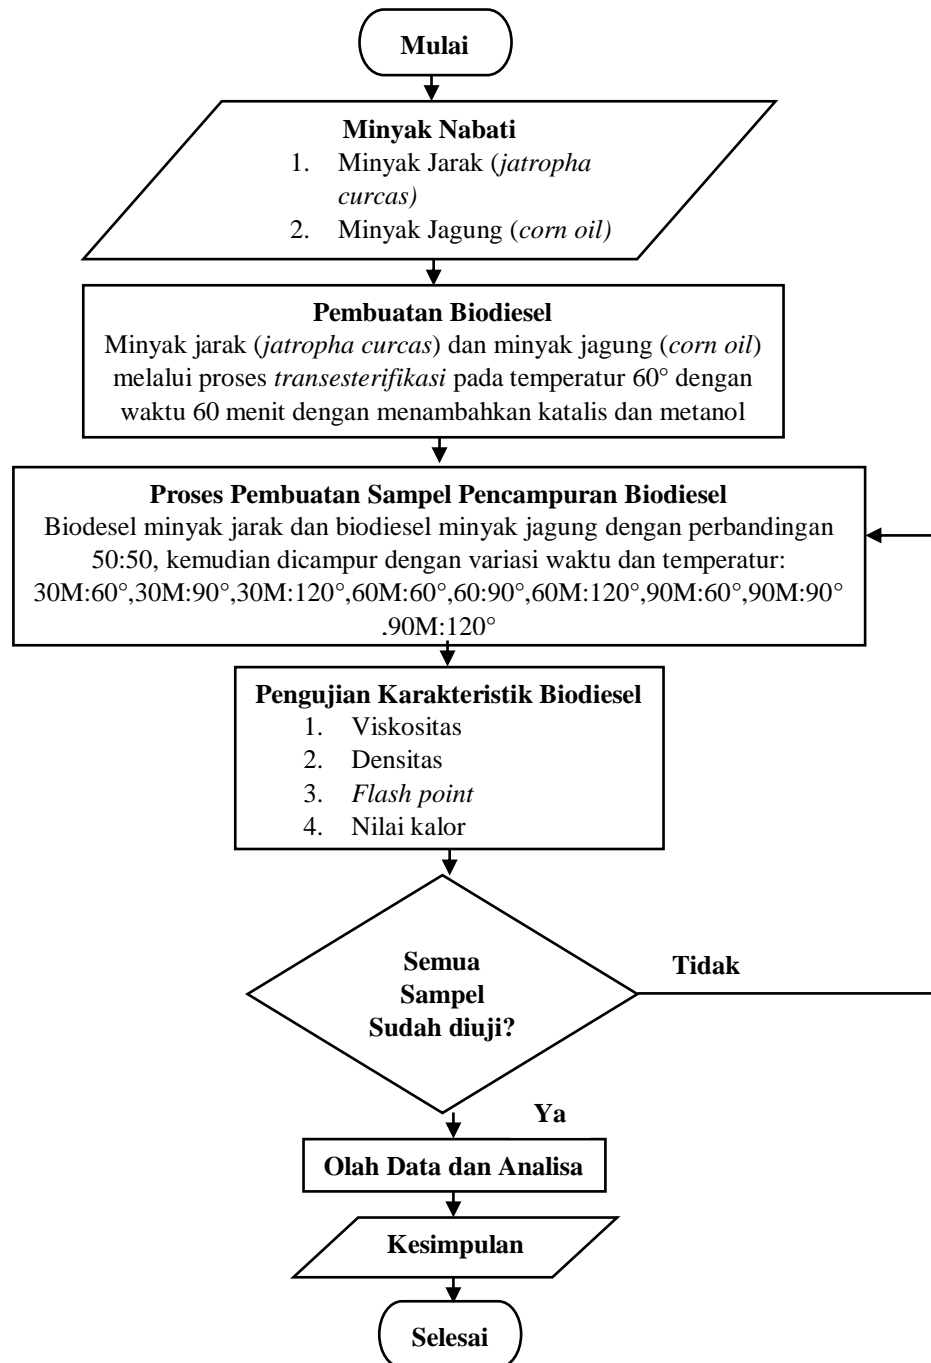 Mulai
Minyak Nabati
1. Minyak Jarak (jatropha
curcas)
2. Minyak Jagung (corn oil)
Pembuatan Biodiesel
Minyak jarak (jatropha curcas) dan minyak jagung (corn oil)
melalui proses transesterifikasi pada temperatur 60° dengan
waktu 60 menit dengan menambahkan katalis dan metanol
Proses Pembuatan Sampel Pencampuran Biodiesel
Biodesel minyak jarak dan biodiesel minyak jagung dengan perbandingan
50:50, kemudian dicampur dengan variasi waktu dan temperatur:
30M:60°,30M:90°,30M:120°,60M:60°,60:90°,60M:120°,90M:60°,90M:90°
,90M:120°
Pengujian Karakteristik Biodiesel
1. Viskositas
2. Densitas
3. Flash point
4. Nilai kalor
Semua
Sampel
Sudah diuji?
Tidak
Ya
Olah Data dan Analisa
Kesimpulan
Selesai